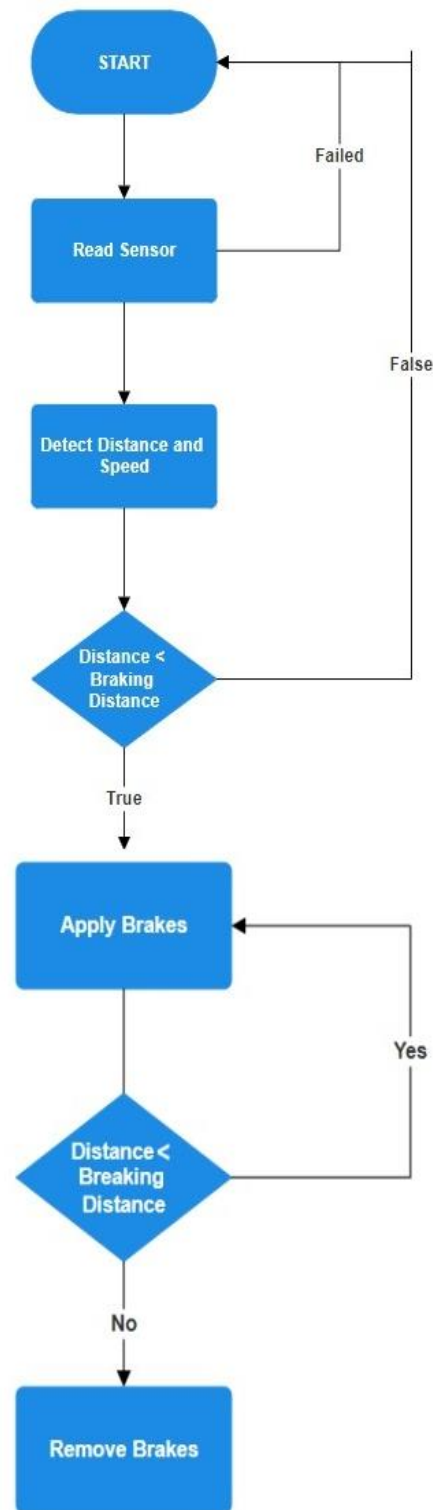 START
Failed
Read Sensor
False
Detect Distance and
Speed
Distance <
Braking
Distance
True
Apply Brakes
Yes
Distance<
Breaking
Distance
No
Remove Brakes